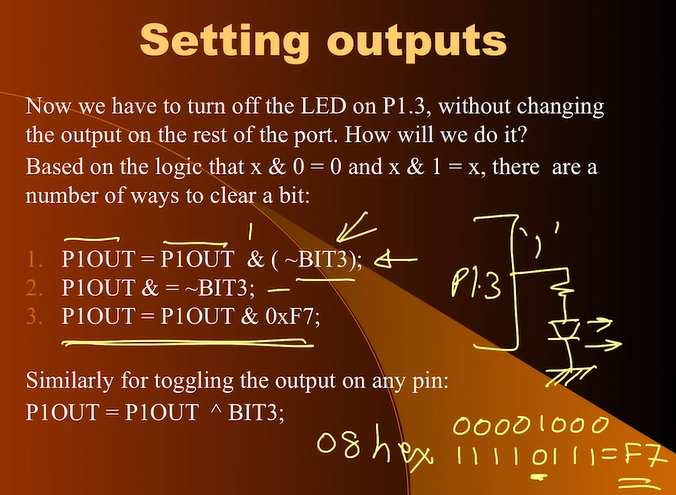 Setting outputs
Now we have to turn off the LED on P1.3, without changing
the output on the rest of the port. How will we do it?
Based on the logic that x & 0 = 0 and x & 1 = x, there are a
number of ways to clear a bit:
1. P1OUT = P1OUT & ( ~BIT3);
2. P1OUT & = ~BIT3;
3. P1OUT = P1OUT & 0xF7;
'1'
P1.3
Similarly for toggling the output on any pin:
P1OUT = P1OUT ^ BIT3;
00001000
08 hex 11110111 = F7